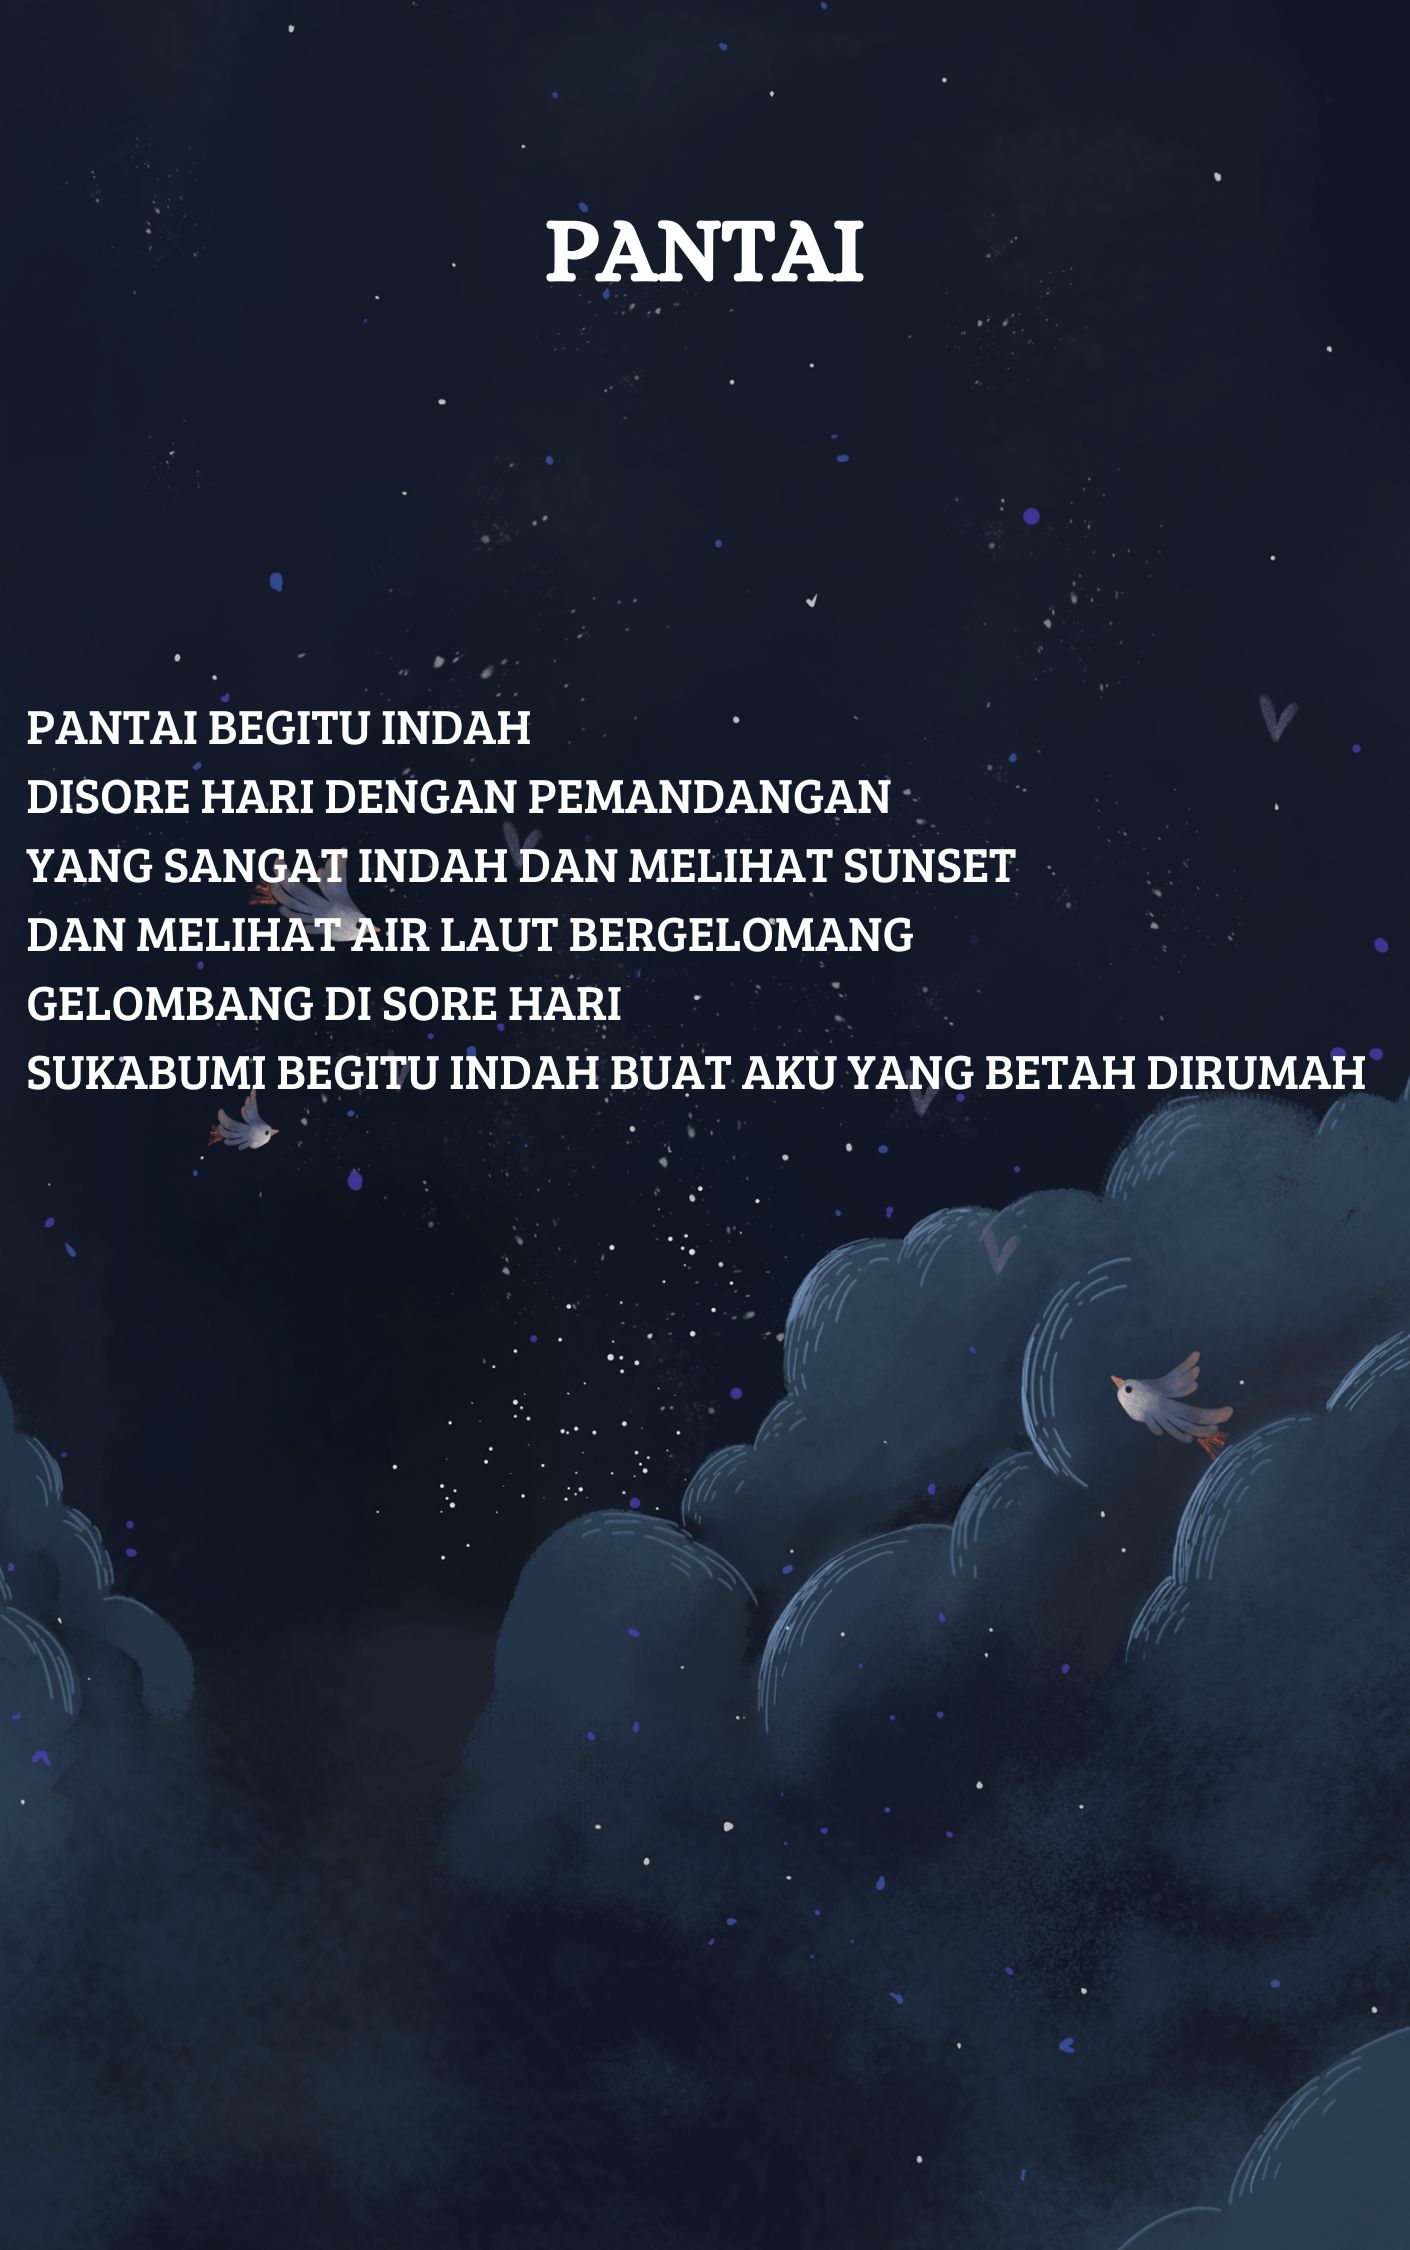 PANTAI
PANTAI BEGITU INDAH
DISORE HARI DENGAN PEMANDANGAN
YANG SANGAT INDAH DAN MELIHAT SUNSET
DAN MELIHAT AIR LAUT BERGELOMANG
GELOMBANG DI SORE HARI
SUKABUMI BEGITU INDAH BUAT AKU YANG BETAH DIRUMAH